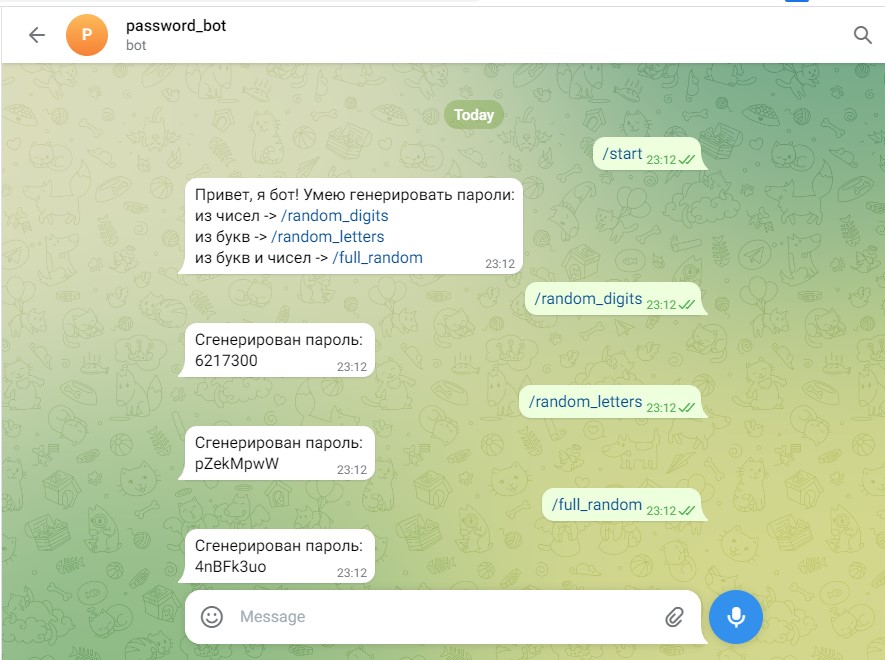 P
password_bot
bot
Today
/start 23:12
Привет, я бот! Умею генерировать пароли:
из чисел -> /random_digits
из букв -> /random_letters
из букв и чисел -> /full_random
23:12
/random_digits 23:12
Сгенерирован пароль:
6217300
23:12
/random_letters 23:12
Сгенерирован пароль:
pZekMpwW
23:12
/full_random 23:12
Сгенерирован пароль:
4nBFk3uo
23:12
Message